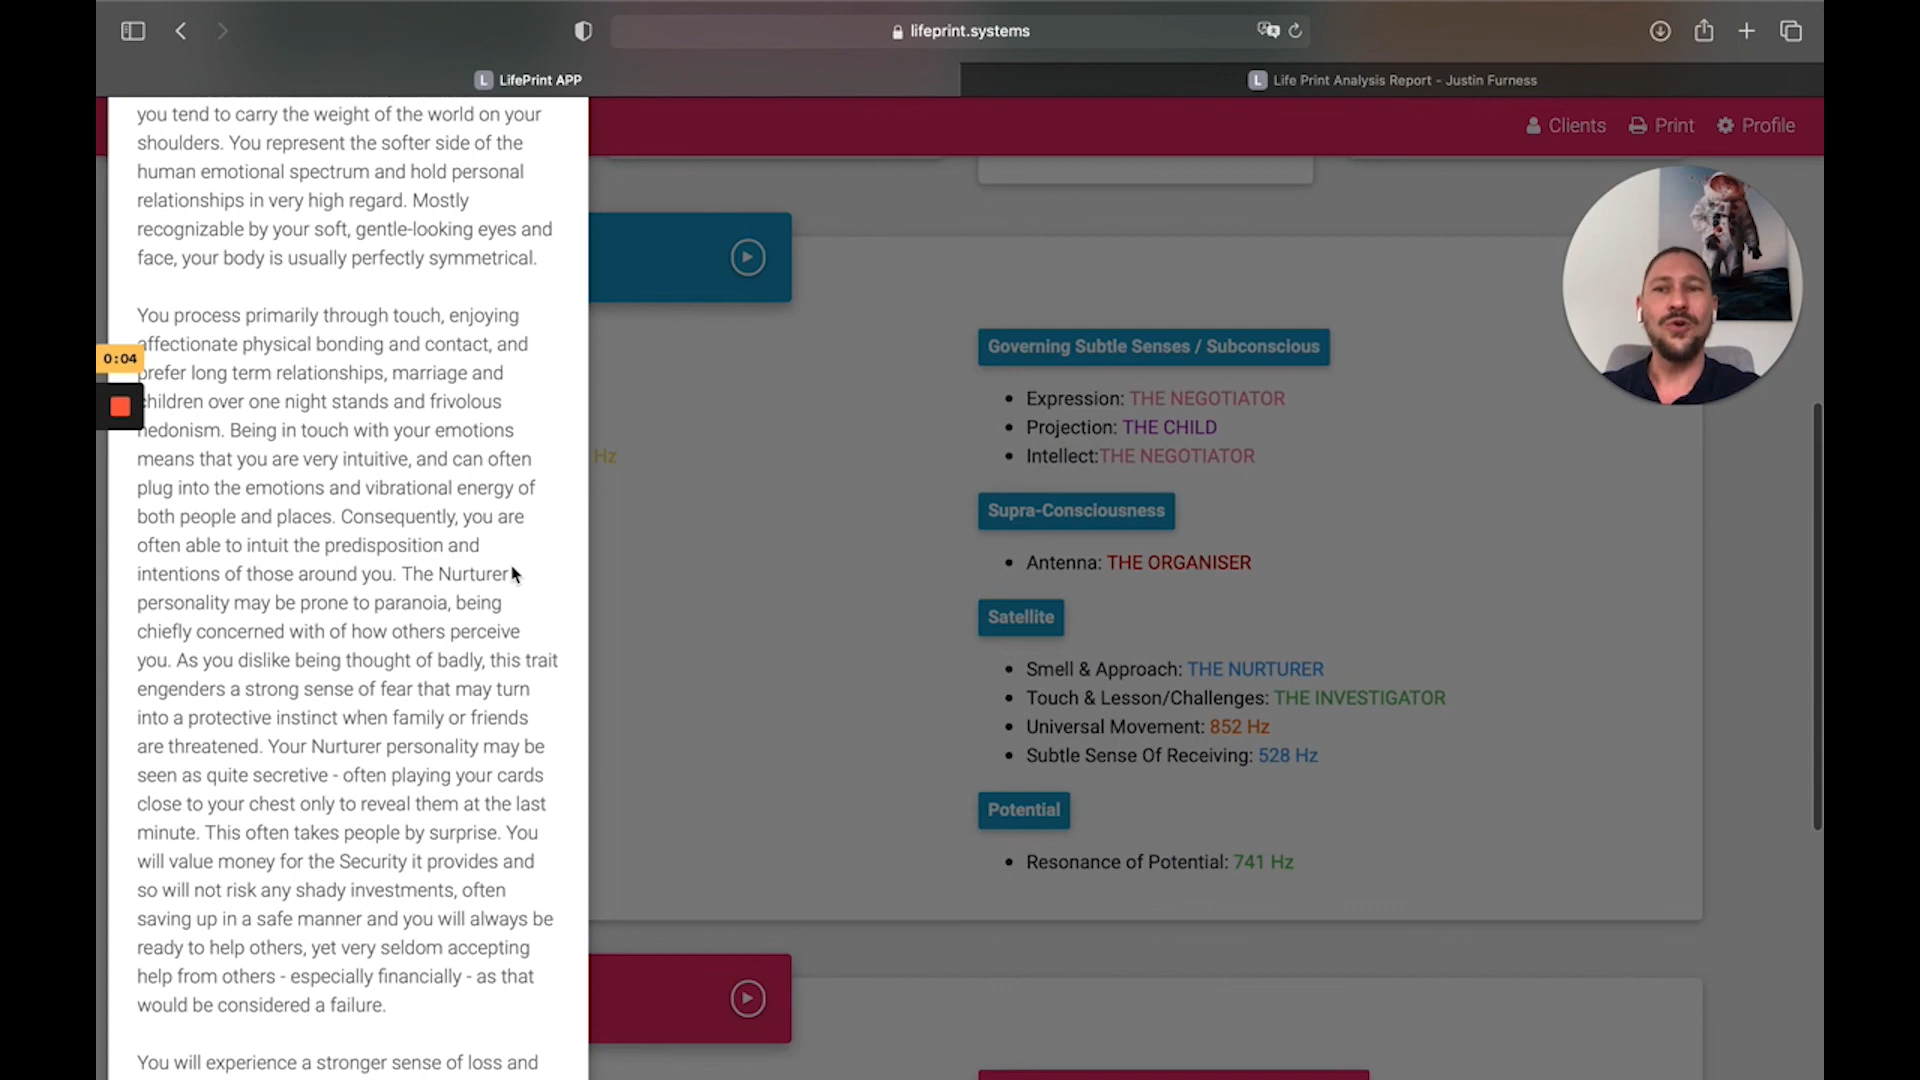 lifeprint.systems
L LifePrint APP
L Life Print Analysis Report - Justin Furness
Clients Print Profile
you tend to carry the weight of the world on your
shoulders. You represent the softer side of the
human emotional spectrum and hold personal
relationships in very high regard. Mostly
recognizable by your soft, gentle-looking eyes and
face, your body is usually perfectly symmetrical.
You process primarily through touch, enjoying
affectionate physical bonding and contact, and
prefer long term relationships, marriage and
children over one night stands and frivolous
hedonism. Being in touch with your emotions
means that you are very intuitive, and can often
plug into the emotions and vibrational energy of
both people and places. Consequently, you are
often able to intuit the predisposition and
intentions of those around you. The Nurturer
personality may be prone to paranoia, being
chiefly concerned with of how others perceive
you. As you dislike being thought of badly, this trait
engenders a strong sense of fear that may turn
into a protective instinct when family or friends
are threatened. Your Nurturer personality may be
seen as quite secretive - often playing your cards
close to your chest only to reveal them at the last
minute. This often takes people by surprise. You
will value money for the Security it provides and
so will not risk any shady investments, often
saving up in a safe manner and you will always be
ready to help others, yet very seldom accepting
help from others - especially financially - as that
would be considered a failure.
You will experience a stronger sense of loss and
0:04
Hz
Governing Subtle Senses / Subconscious
Expression: THE NEGOTIATOR
Projection: THE CHILD
Intellect:THE NEGOTIATOR
Supra-Consciousness
Antenna: THE ORGANISER
Satellite
Smell & Approach: THE NURTURER
Touch & Lesson/Challenges: THE INVESTIGATOR
Universal Movement: 852 Hz
Subtle Sense Of Receiving: 528 Hz
Potential
Resonance of Potential: 741 Hz